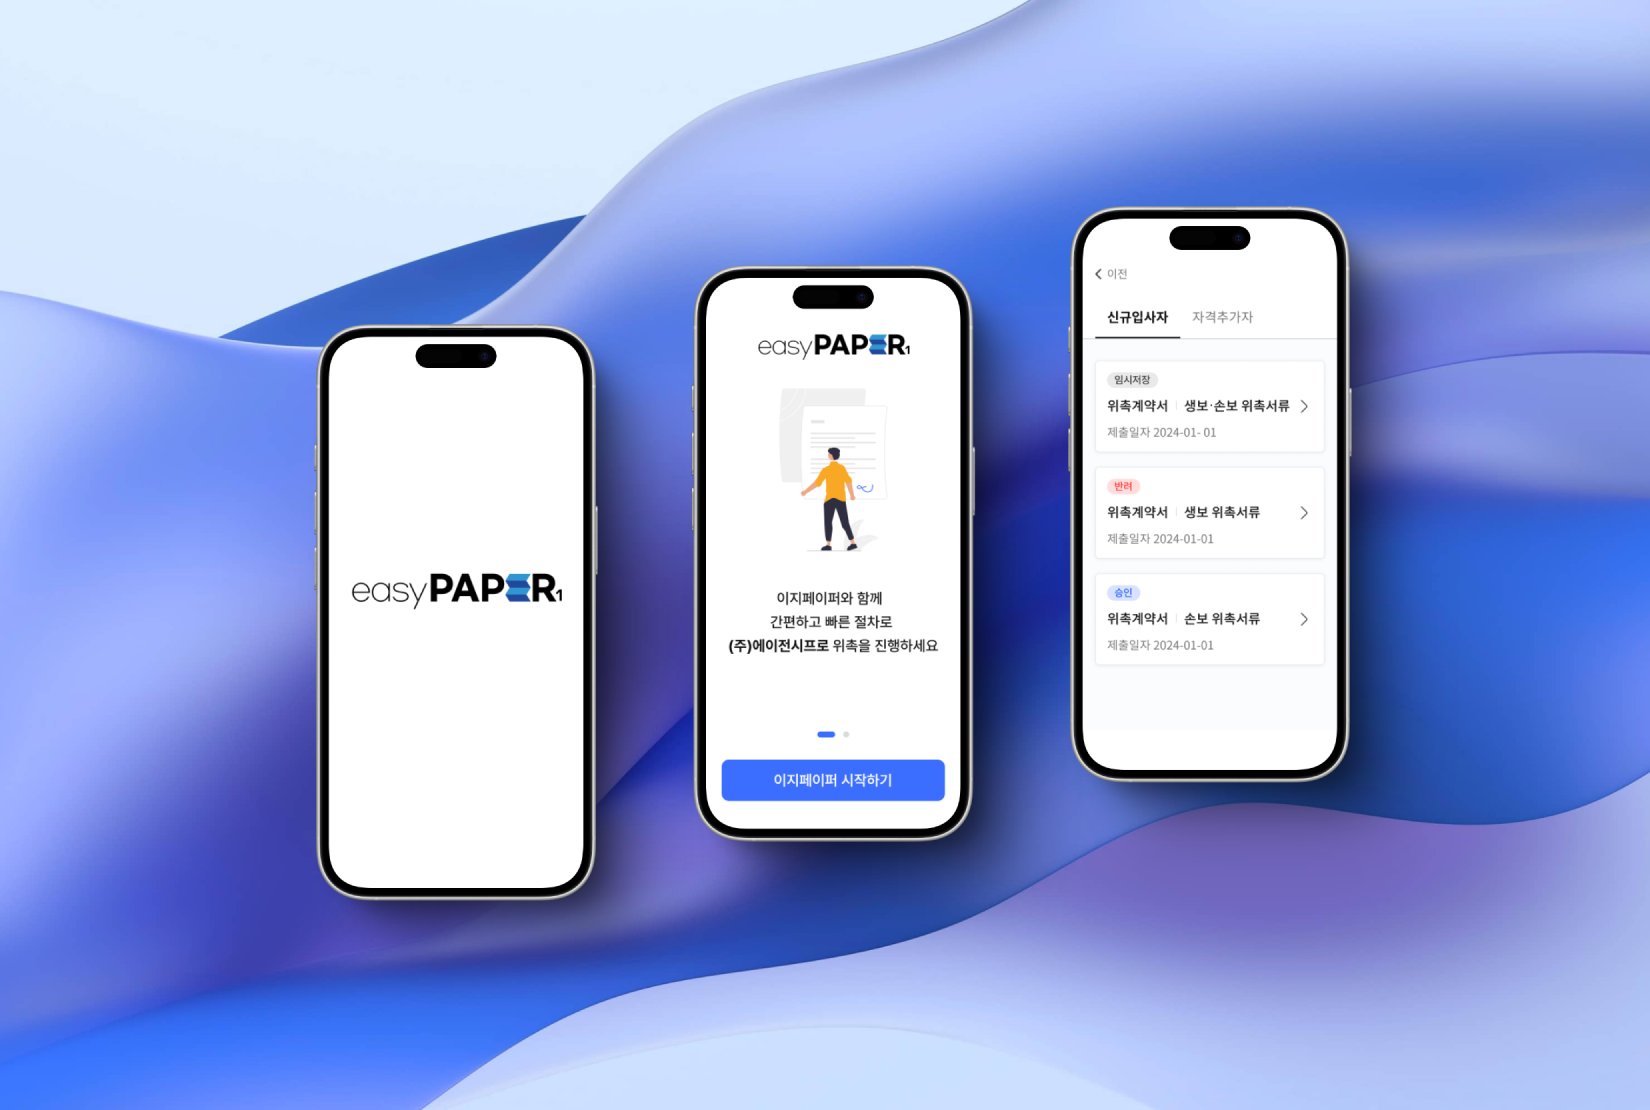 easyPAPER1
easyPAPER1
이지페이퍼와 함께
간편하고 빠른 절차로
(주)에이전시프로 위촉을 진행하세요
이지페이퍼 시작하기
이전
신규입사자 자격추가자
임시저장
위촉계약서 | 생보·손보 위촉서류
제출일자 2024-01- 01
반려
위촉계약서 | 생보 위촉서류
제출일자 2024-01-01
승인
위촉계약서 | 손보 위촉서류
제출일자 2024-01-01